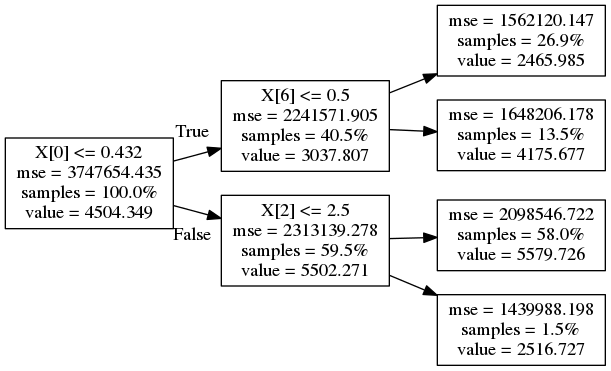 mse = 1562120.147
samples = 26.9%
value = 2465.985
X[6] <= 0.5
mse = 2241571.905
samples = 40.5%
value = 3037.807
mse = 1648206.178
samples = 13.5%
value = 4175.677
True
X[0] <= 0.432
mse = 3747654.435
samples = 100.0%
value = 4504.349
False
X[2] <= 2.5
mse = 2313139.278
samples = 59.5%
value = 5502.271
mse = 2098546.722
samples = 58.0%
value = 5579.726
mse = 1439988.198
samples = 1.5%
value = 2516.727